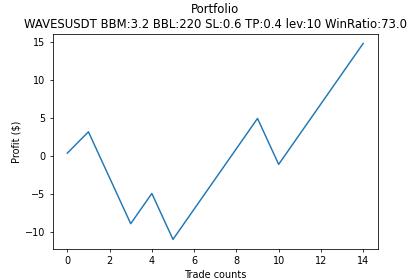 Portfolio
WAVESUSDT BBM:3.2 BBL:220 SL:0.6 TP:0.4 lev:10 WinRatio:73.0
15
10
5
0
−5
−10
Profit ($)
0 2 4 6 8 10 12 14
Trade counts